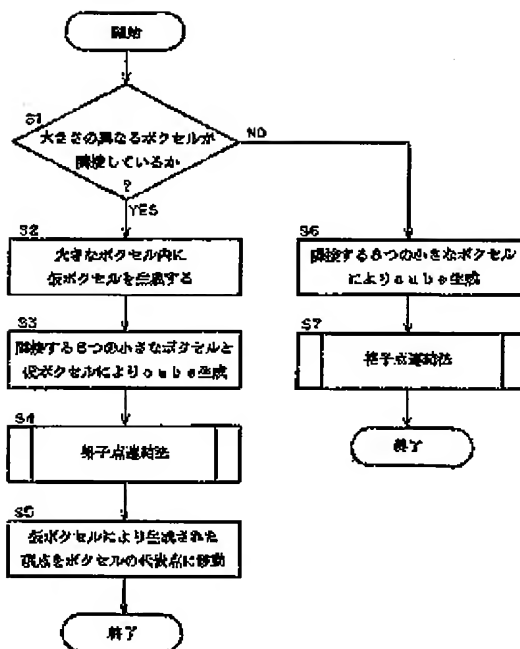 開始
S1
大きさの異なるボクセルが
隣接しているか
?
NO
YES
S2
大きなボクセル内に
仮ボクセルを生成する
S3
隣接する8つの小さなボクセルと
仮ボクセルによりcube生成
S4
格子点連結法
S5
仮ボクセルにより生成された
頂点をボクセルの代表点に移動
終了
S6
隣接する8つの小さなボクセル
によりcube生成
S7
格子点連結法
終了